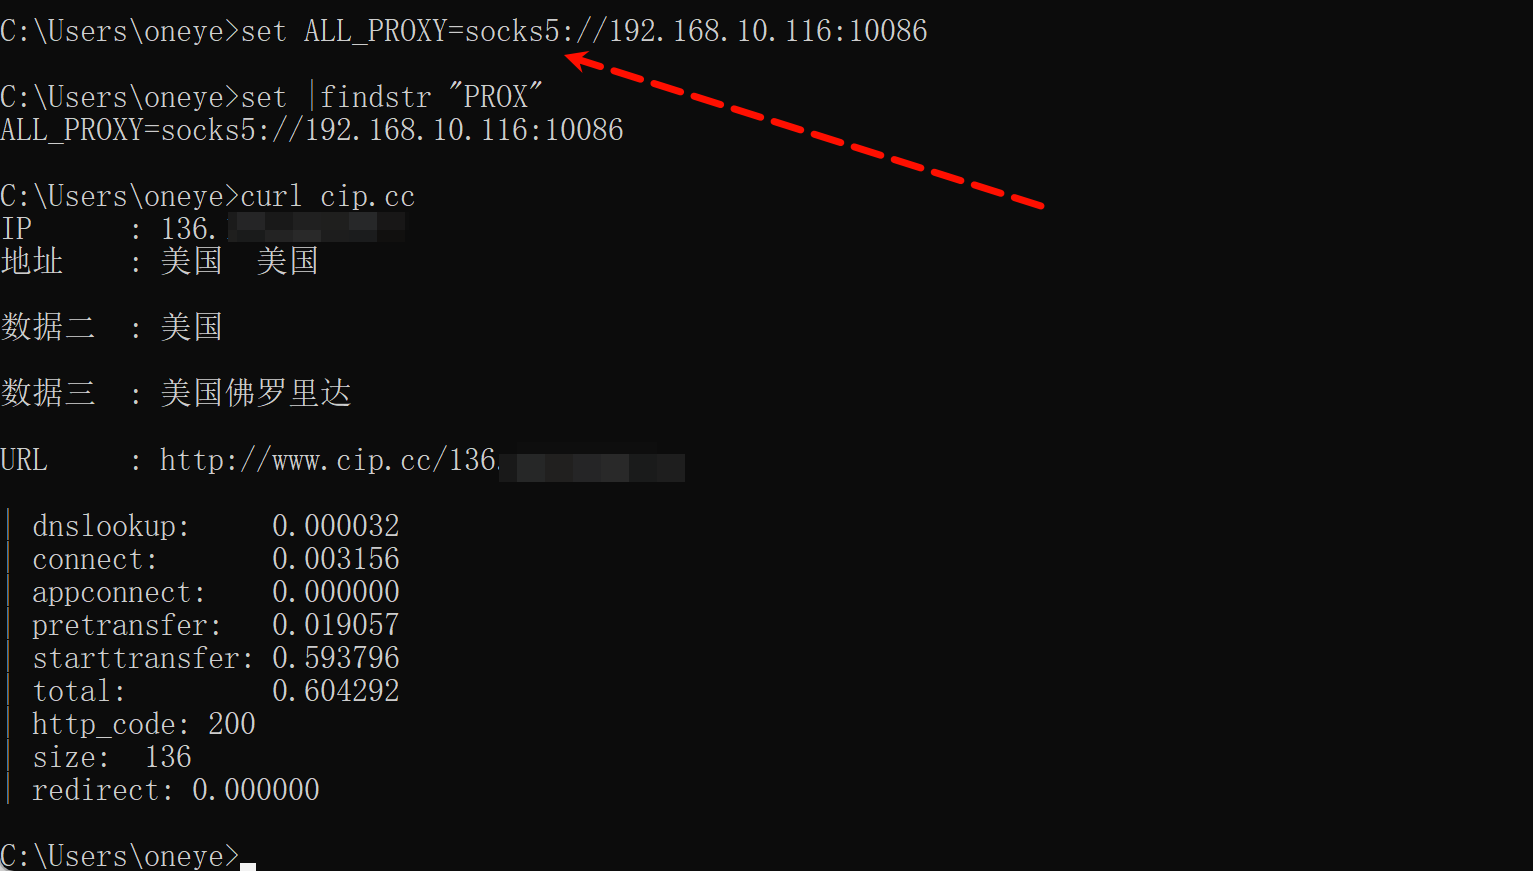 C:\Users\oneye>set ALL_PROXY=socks5://192.168.10.116:10086
C:\Users\oneye>set |findstr "PROX"
ALL_PROXY=socks5://192.168.10.116:10086
C:\Users\oneye>curl cip.cc
IP : 136.
地址 : 美国 美国
数据二 : 美国
数据三 : 美国佛罗里达
URL : http://www.cip.cc/136.
| dnslookup: 0.000032
| connect: 0.003156
| appconnect: 0.000000
| pretransfer: 0.019057
| starttransfer: 0.593796
| total: 0.604292
| http_code: 200
| size: 136
| redirect: 0.000000
C:\Users\oneye>